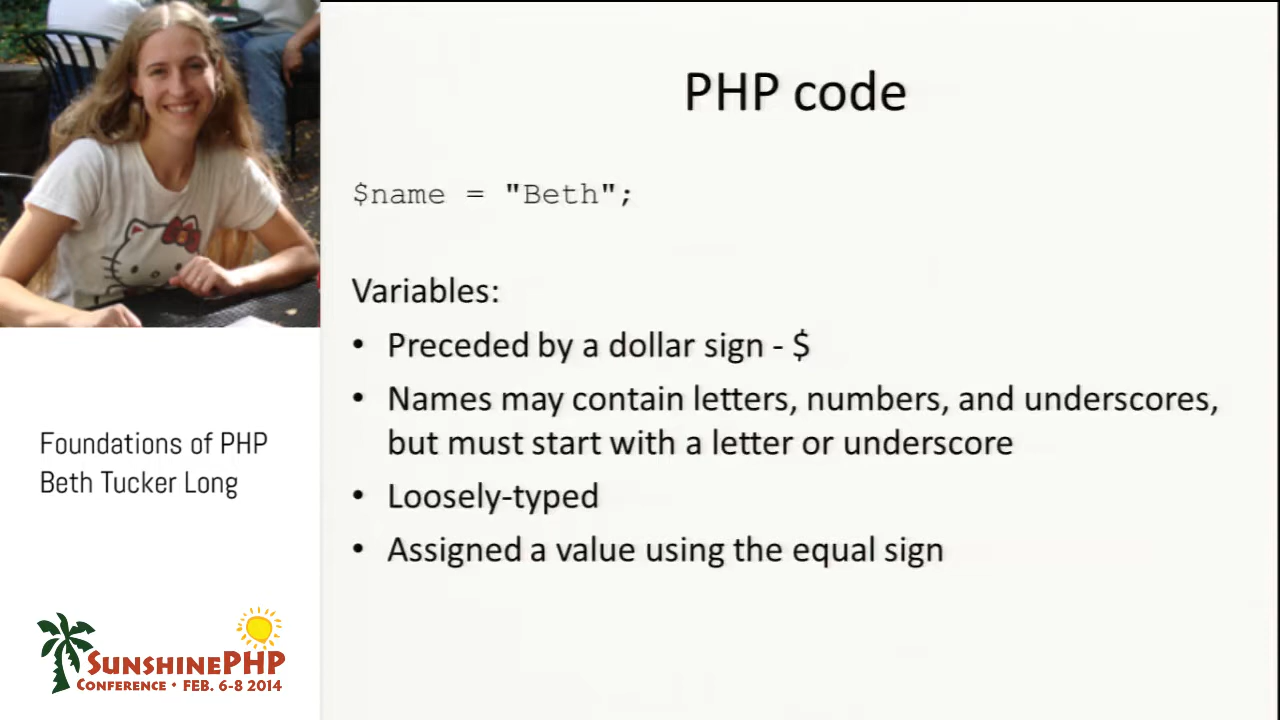 PHP code
$name = "Beth";
Variables:
• Preceded by a dollar sign - $
• Names may contain letters, numbers, and underscores,
but must start with a letter or underscore
• Loosely-typed
• Assigned a value using the equal sign
Foundations of PHP
Beth Tucker Long
SUNSHINEPHP
CONFERENCE • FEB. 6-8 2014